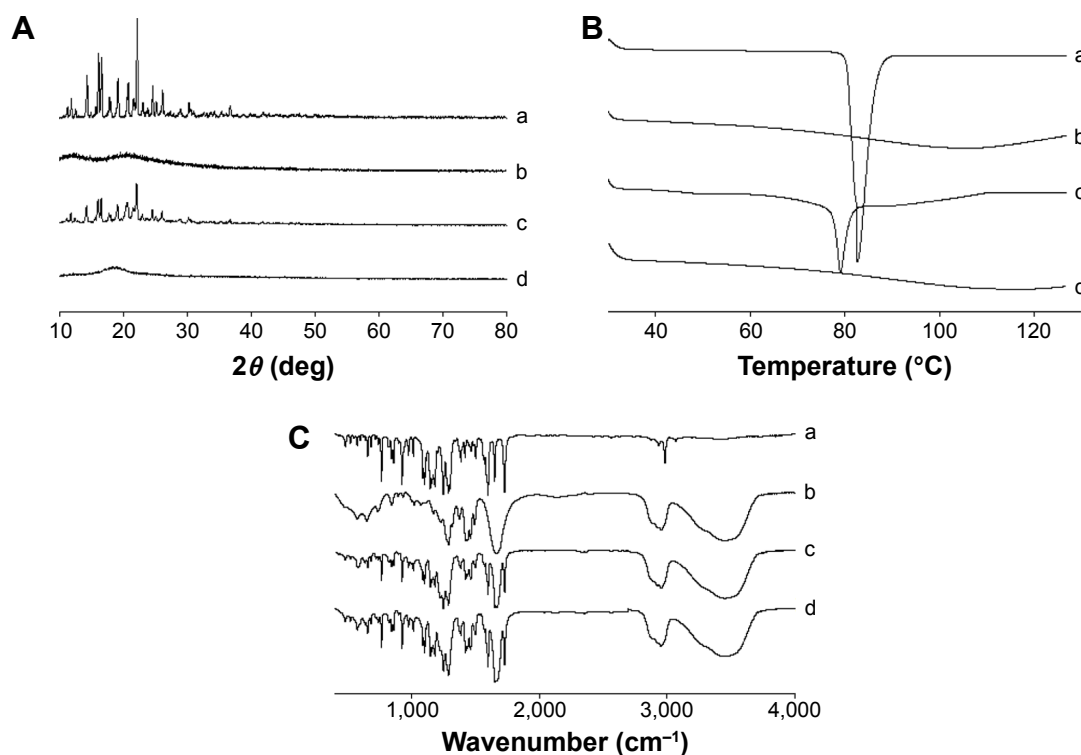 A
a
b
c
d
10 20 30 40 50 60 70 80
2θ (deg)
B
a
b
c
d
40 60 80 100 120
Temperature (°C)
C
a
b
c
d
1,000 2,000 3,000 4,000
Wavenumber (cm⁻¹)